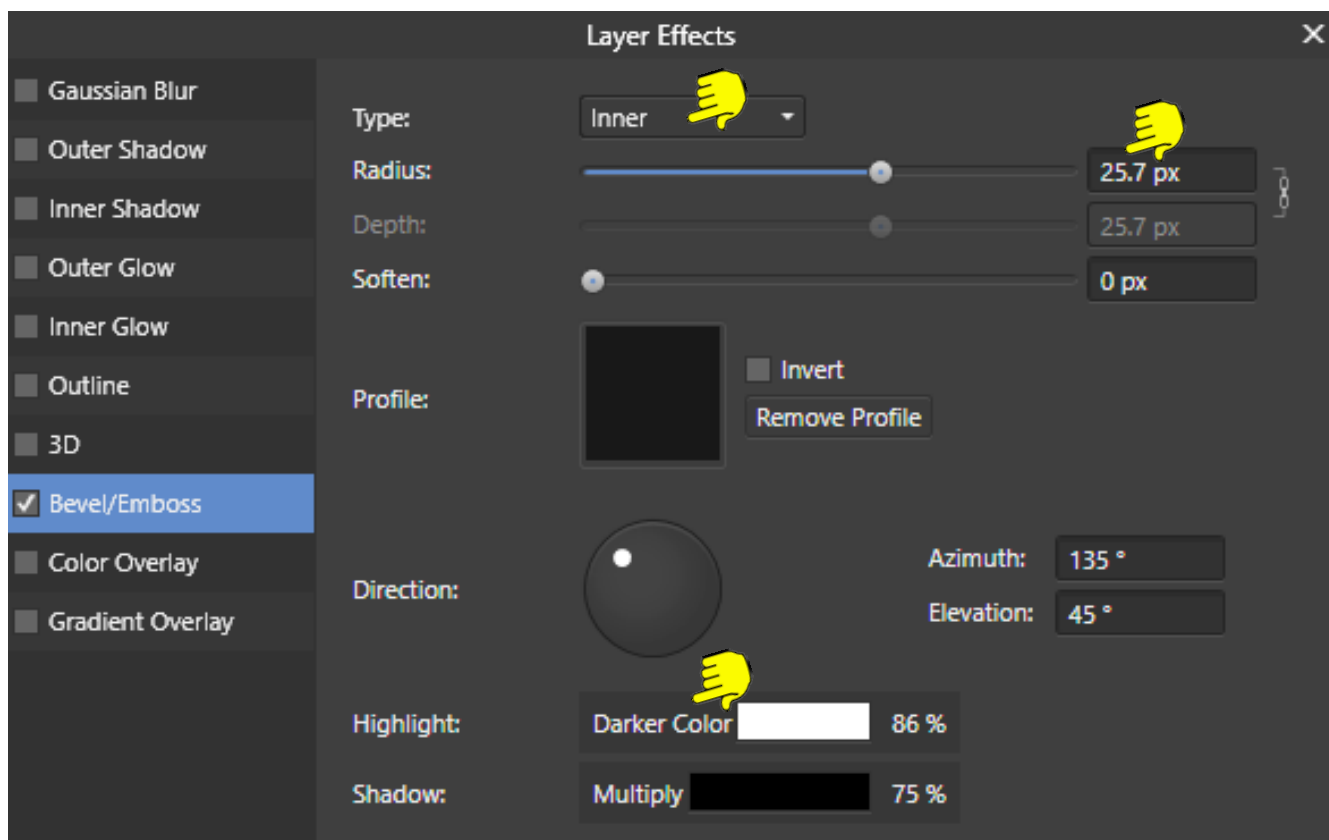 Layer Effects
Gaussian Blur
Outer Shadow
Inner Shadow
Outer Glow
Inner Glow
Outline
3D
Bevel/Emboss
Color Overlay
Gradient Overlay
Type: Inner
Radius: 25.7 px
Depth: 25.7 px
Soften: 0 px
Profile:
Invert
Remove Profile
Direction:
Azimuth: 135 °
Elevation: 45 °
Highlight: Darker Color 86 %
Shadow: Multiply 75 %